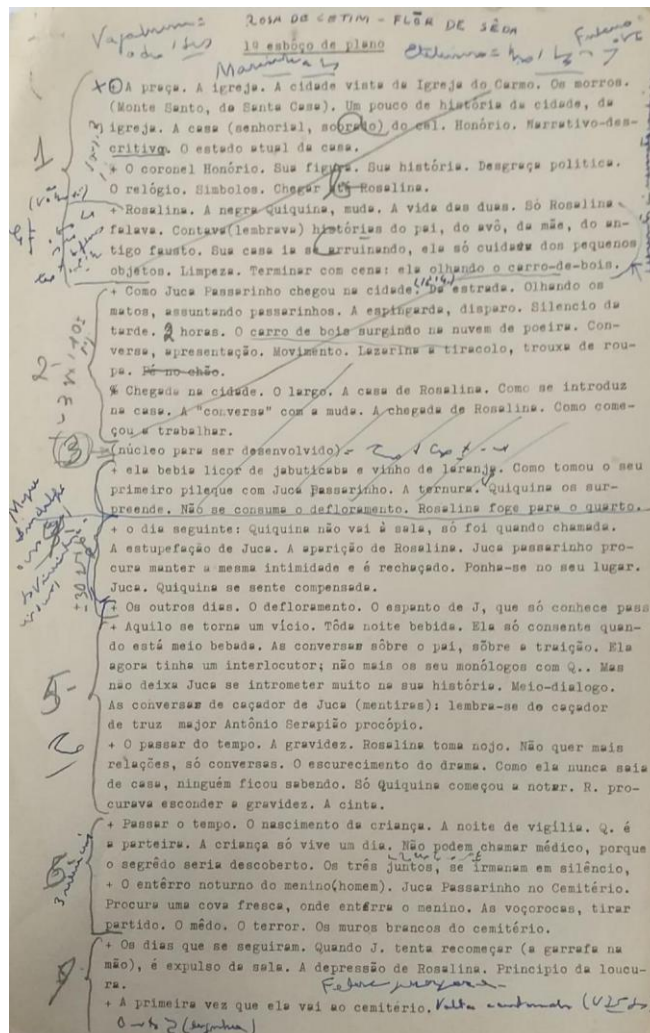 ROSA DE CETIM - FLÔR DE SÊDA
1º esbôço de plano
+ A praça. A igreja. A cidade vista da Igreja do Carmo. Os morros.
(Monte Santo, da Santa Casa). Um pouco de história da cidade, da
igreja. A casa (senhorial, sobrado) do cel. Honório. Narrativo-des-
critivo. O estado atual da casa.
+ O coronel Honório. Sua figura. Sua história. Desgraça politica.
O relógio. Simbolos. Chegar até Rosalina.
+ Rosalina. A negra Quiquina, muda. A vida das duas. Só Rosalina
falava. Contava(lembrava) histórias do pai, do avô, da mãe, do an-
tigo fausto. Sua casa ia se arruinando, ela só cuidava dos pequenos
objetos. Limpeza. Terminar com cena: ela olhando o carro-de-bois.
+ Como Juca Passarinho chegou na cidade. Da estrada. Olhando os
matos, assuntando passarinhos. A espingarda, disparo. Silencio da
tarde. 2 horas. O carro de bois surgindo na nuvem de poeira. Con-
versa, apresentação. Movimento. Lazarina a tiracolo, trouxa de rou-
pa. Pé no chão.
% Chegada na cidade. O largo. A casa de Rosalina. Como se introduz
na casa. A "conversa" com a muda. A chegada de Rosalina. Como come-
çou a trabalhar.
3 (núcleo para ser desenvolvido)
+ ela bebia licor de jabuticaba e vinho de laranja. Como tomou o seu
primeiro pileque com Juca Passarinho. A ternura. Quiquina os sur-
preende. Não se consuma o defloramento. Rosalina foge para o quarto.
+ o dia seguinte: Quiquina não vai à sala, só foi quando chamada.
A estupefação de Juca. A aparição de Rosalina. Juca passarinho pro-
cura manter a mesma intimidade e é rechaçado. Ponha-se no seu lugar.
Juca. Quiquina se sente compensada.
+ Os outros dias. O defloramento. O espanto de J, que só conhece pass
+ Aquilo se torna um vício. Tôda noite bebida. Ela só consente quan-
do está meio bebada. As conversas sôbre o pai, sôbre a traição. Ela
agora tinha um interlocutor; não mais os seu monólogos com Q.. Mas
não deixa Juca se intrometer muito na sua história. Meio-dialogo.
As conversas de caçador de Juca (mentiras): lembra-se do caçador
de truz major Antônio Serapião procópio.
+ O passar do tempo. A gravidez. Rosalina toma nojo. Não quer mais
relações, só conversas. O escurecimento do drama. Como ela nunca saia
de casa, ninguém ficou sabendo. Só Quiquina começou a notar. R. pro-
curava esconder a gravidez. A cinta.
+ Passar o tempo. O nascimento da criança. A noite de vigília. Q. é
a parteira. A criança só vive um dia. Não podem chamar médico, porque
o segrêdo seria descoberto. Os três juntos, se irmanam em silêncio,
+ O entêrro noturno do menino(homem). Juca Passarinho no Cemitério.
Procura uma cova fresca, onde enterra o menino. As voçorocas, tirar
partido. O mêdo. O terror. Os muros brancos do cemitério.
+ Os dias que se seguiram. Quando J. tenta recomeçar (a garrafa na
mão), é expulso da sala. A depressão de Rosalina. Principio da loucu-
ra.
+ A primeira vez que ela vai ao cemitério.